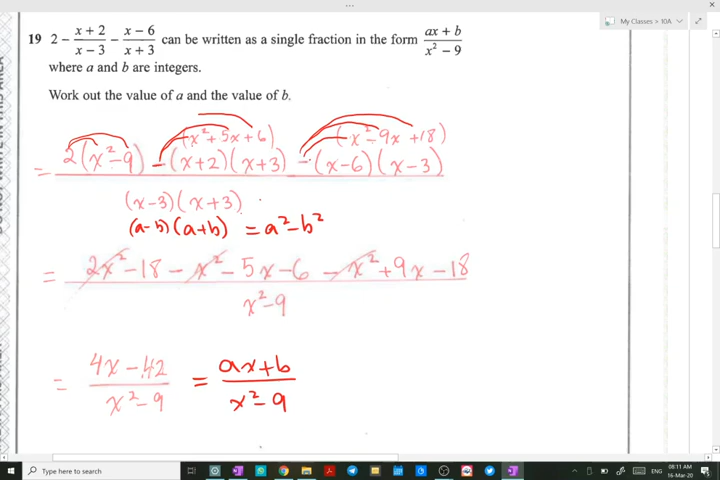 My Classes > 10A
19 2 − (x + 2)/(x − 3) − (x − 6)/(x + 3) can be written as a single fraction in the form (ax + b)/(x² − 9)
where a and b are integers.
Work out the value of a and the value of b.
(x²+5x+6) (x²−9x+18)
= 2(x²−9) −(x+2)(x+3) −(x−6)(x−3)
(x−3)(x+3)
(a−b)(a+b) = a²−b²
= 2x²−18 − x² − 5x − 6 − x² + 9x − 18
x²−9
= (4x − 42)/(x²−9) = (ax+b)/(x²−9)
Type here to search
ENG
08:11 AM
16-Mar-20